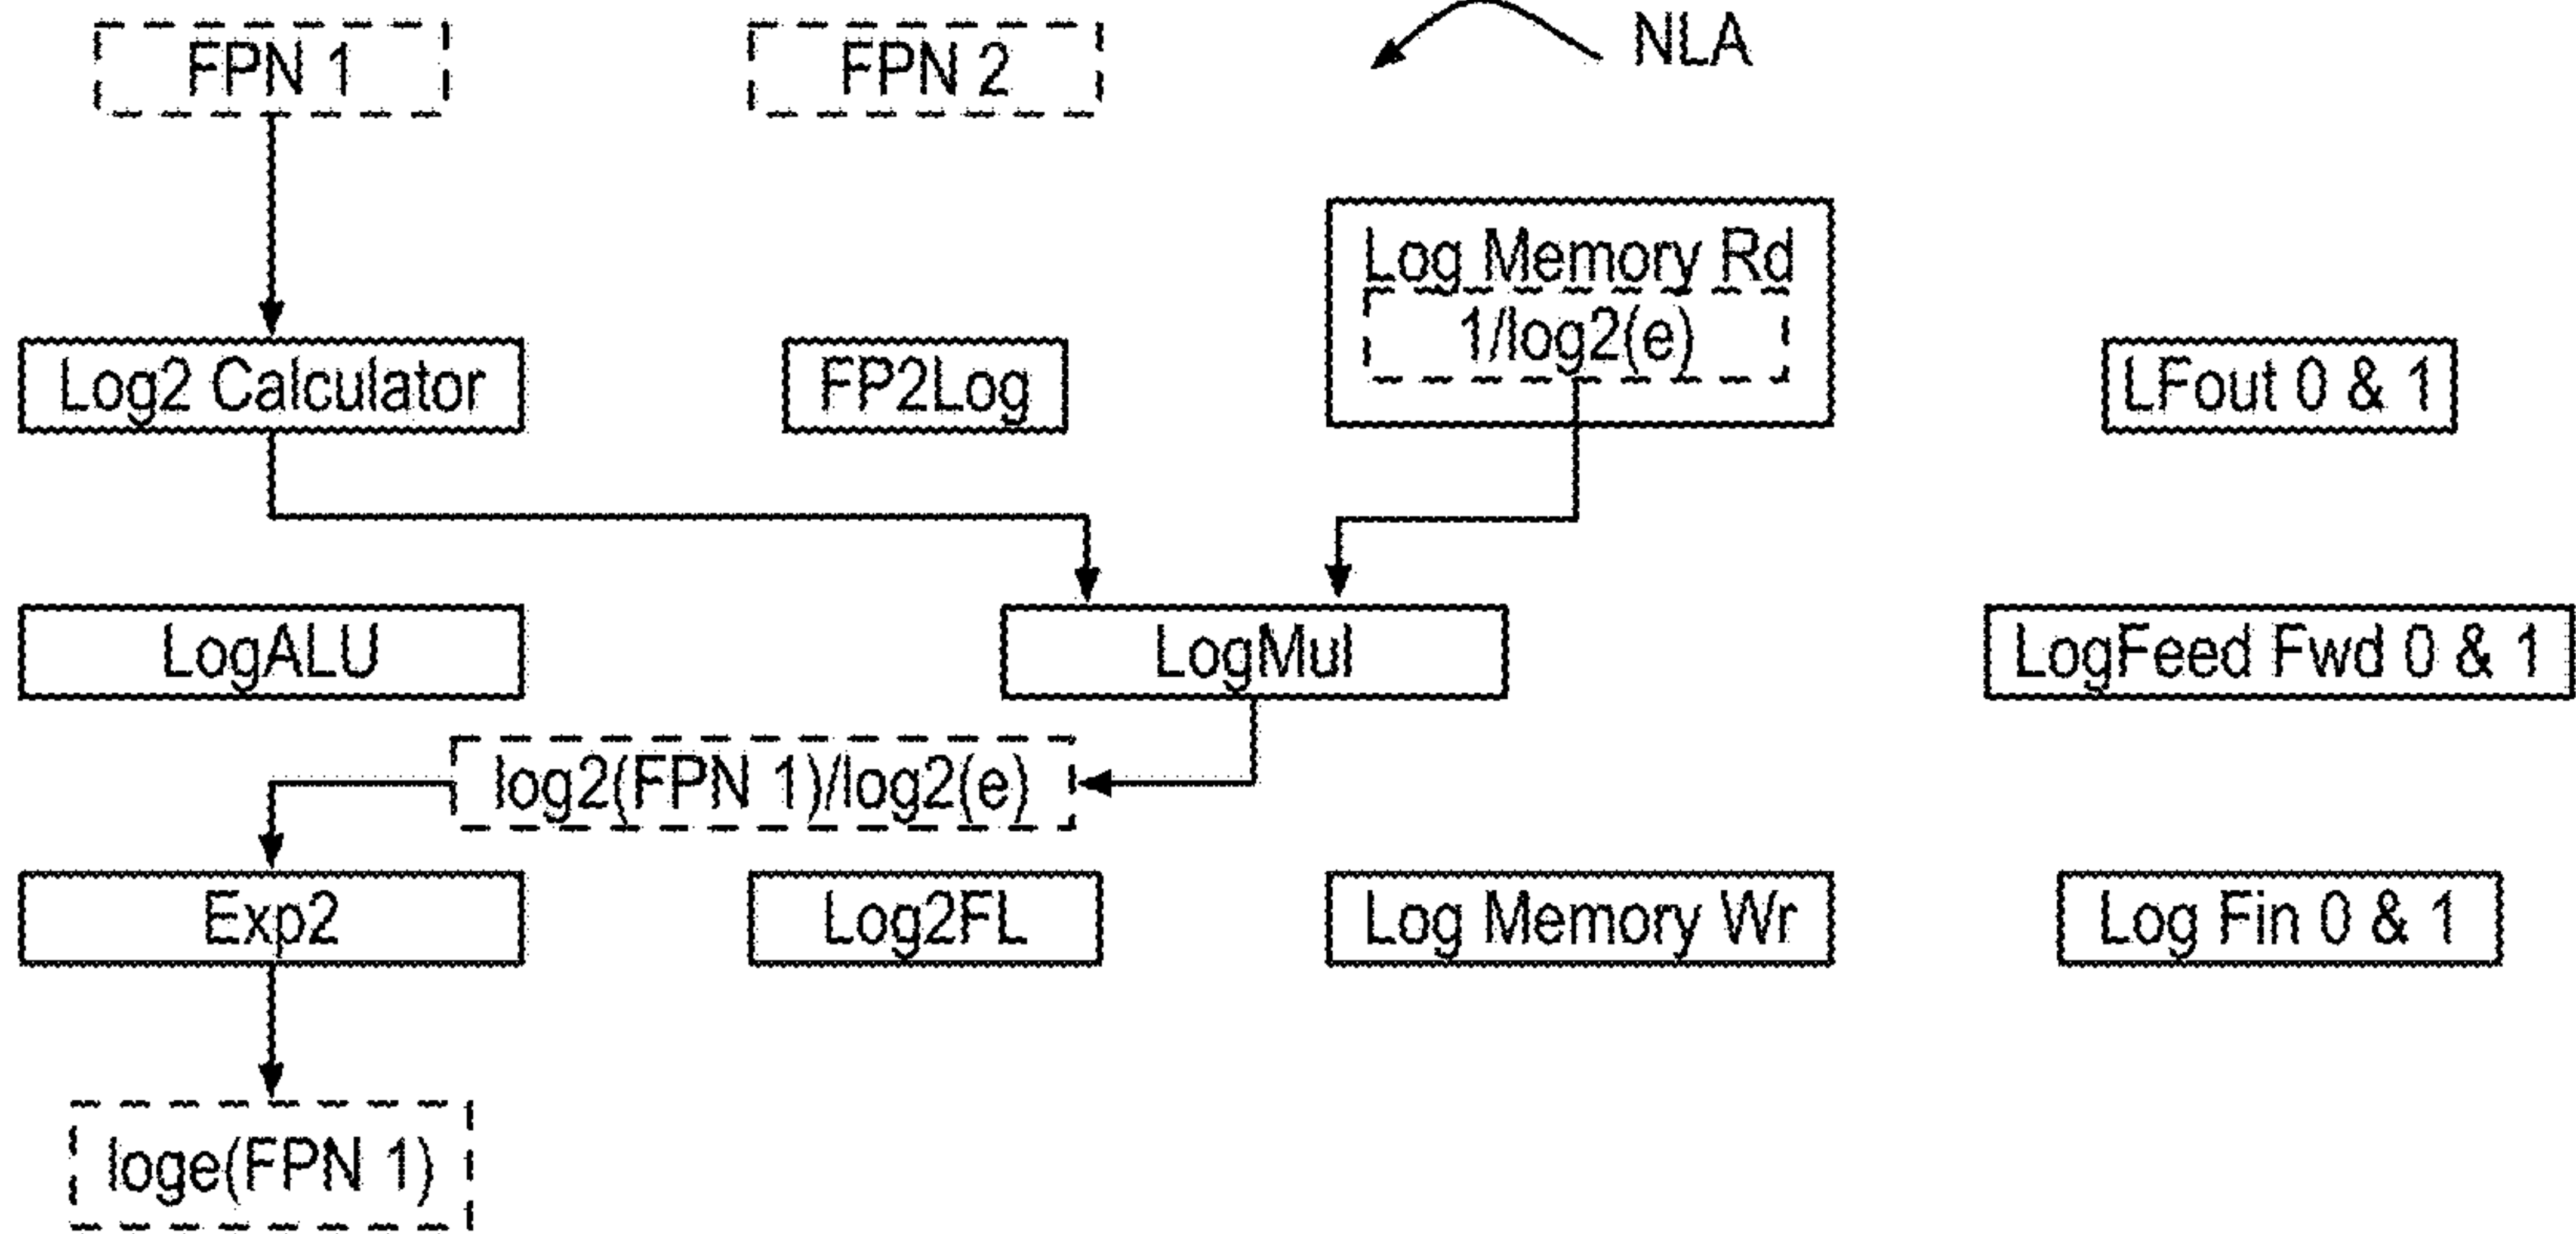 FPN 1
FPN 2
NLA
Log Memory Rd
1/log2(e)
Log2 Calculator
FP2Log
LFout 0 & 1
LogALU
LogMul
LogFeed Fwd 0 & 1
log2(FPN 1)/log2(e)
Exp2
Log2FL
Log Memory Wr
Log Fin 0 & 1
loge(FPN 1)